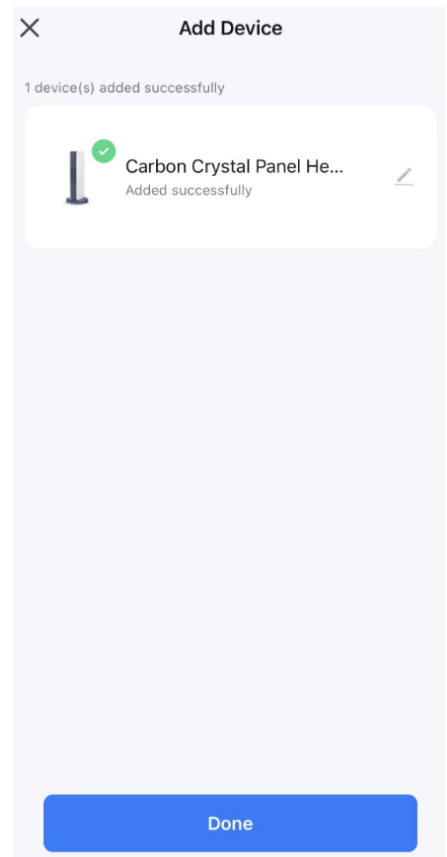 Add Device
1 device(s) added successfully
Carbon Crystal Panel He...
Added successfully
Done